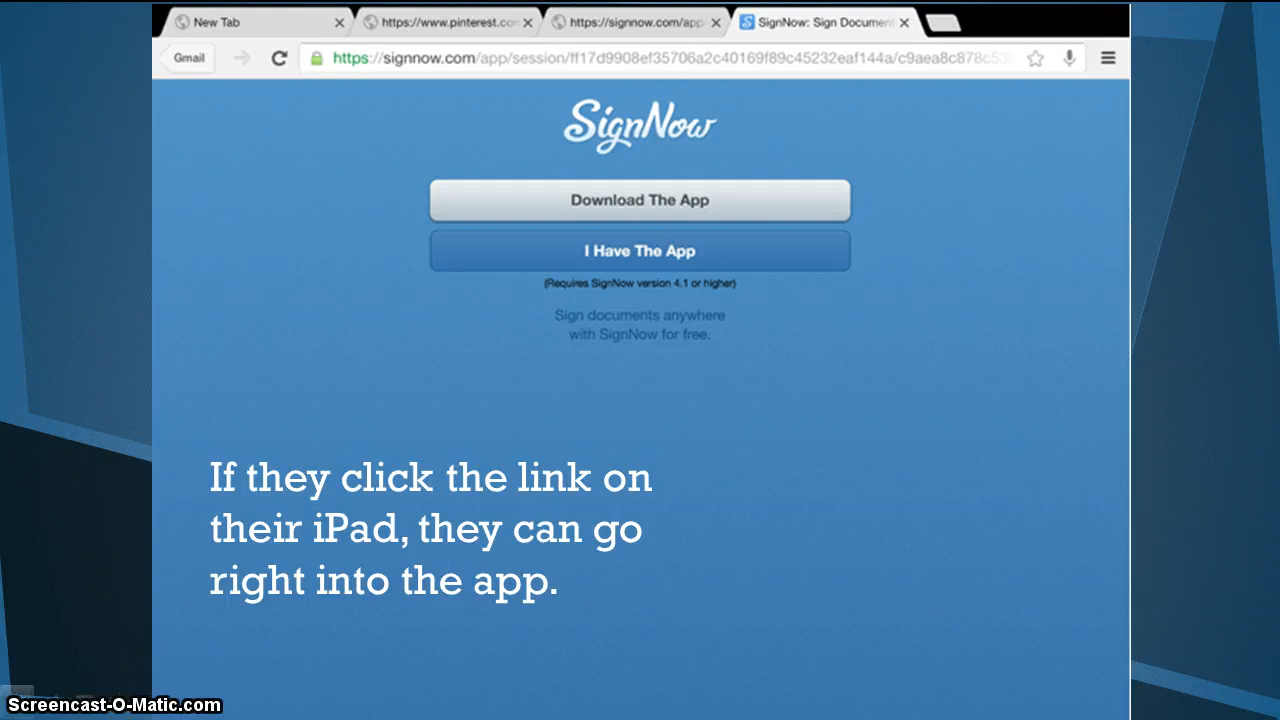 New Tab
https://www.pinterest.com
https://signnow.com/app
SignNow: Sign Document
Gmail
https://signnow.com/app/session/ff17d9908ef35706a2c40169f89c45232eaf144a/c9aea8c878c53
SignNow
Download The App
I Have The App
(Requires SignNow version 4.1 or higher)
Sign documents anywhere
with SignNow for free.
If they click the link on
their iPad, they can go
right into the app.
Screencast-O-Matic.com